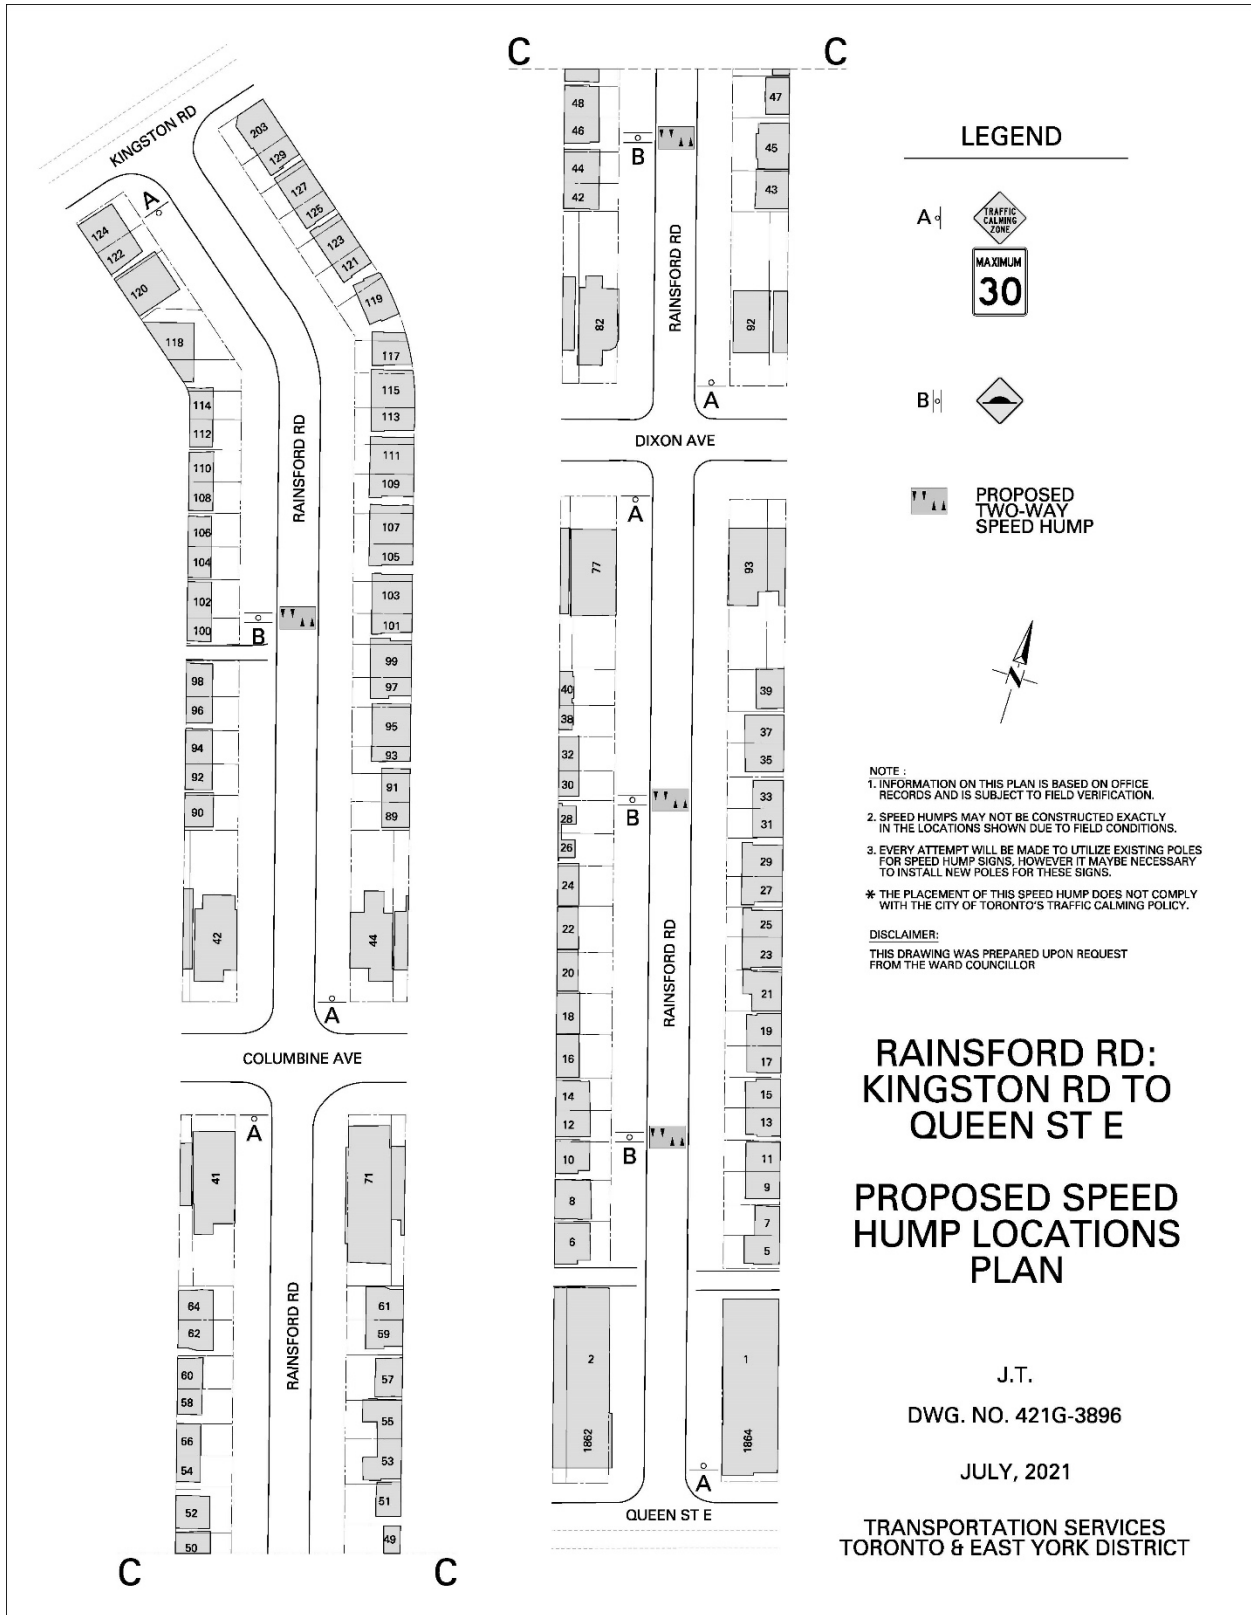 C
C
KINGSTON RD
A
203
129
127
125
123
121
119
124
122
120
118
117
115
113
114
112
111
109
110
108
RAINSFORD RD
107
105
106
104
103
101
102
100
B
99
97
98
96
95
93
94
92
91
89
90
42
44
A
COLUMBINE AVE
A
41
71
RAINSFORD RD
64
62
61
59
60
58
57
56
54
55
53
52
51
50
49
C
C
48
46
47
B
45
44
42
43
RAINSFORD RD
82
92
A
DIXON AVE
A
77
93
40
38
39
37
35
32
30
33
31
B
28
26
29
27
24
25
23
22
RAINSFORD RD
20
21
18
19
17
16
15
13
14
12
B
10
11
9
8
7
5
6
2
1
1862
1864
A
QUEEN ST E
LEGEND
A
TRAFFIC
CALMING
ZONE
MAXIMUM
30
B
PROPOSED
TWO-WAY
SPEED HUMP
N
NOTE :
1. INFORMATION ON THIS PLAN IS BASED ON OFFICE
RECORDS AND IS SUBJECT TO FIELD VERIFICATION.
2. SPEED HUMPS MAY NOT BE CONSTRUCTED EXACTLY
IN THE LOCATIONS SHOWN DUE TO FIELD CONDITIONS.
3. EVERY ATTEMPT WILL BE MADE TO UTILIZE EXISTING POLES
FOR SPEED HUMP SIGNS, HOWEVER IT MAYBE NECESSARY
TO INSTALL NEW POLES FOR THESE SIGNS.
* THE PLACEMENT OF THIS SPEED HUMP DOES NOT COMPLY
WITH THE CITY OF TORONTO'S TRAFFIC CALMING POLICY.
DISCLAIMER:
THIS DRAWING WAS PREPARED UPON REQUEST
FROM THE WARD COUNCILLOR
RAINSFORD RD:
KINGSTON RD TO
QUEEN ST E
PROPOSED SPEED
HUMP LOCATIONS
PLAN
J.T.
DWG. NO. 421G-3896
JULY, 2021
TRANSPORTATION SERVICES
TORONTO & EAST YORK DISTRICT